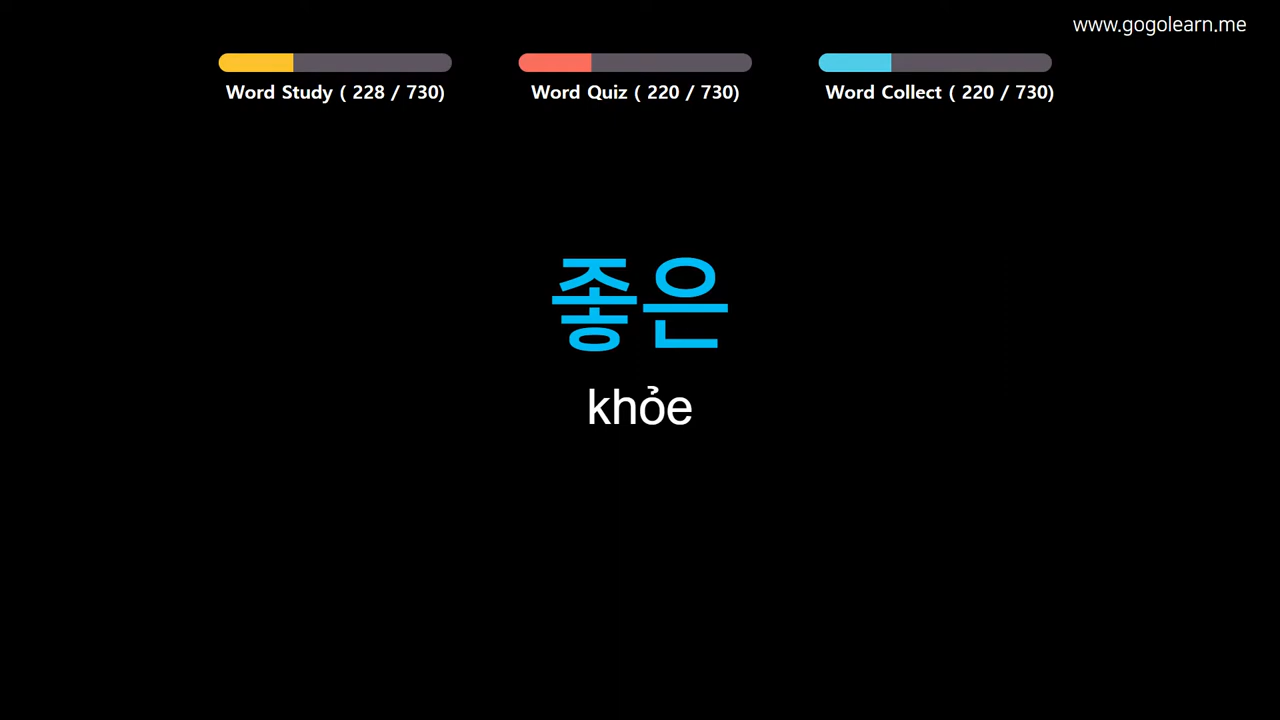 www.gogolearn.me
Word Study ( 228 / 730)
Word Quiz ( 220 / 730)
Word Collect ( 220 / 730)
좋은
khỏe